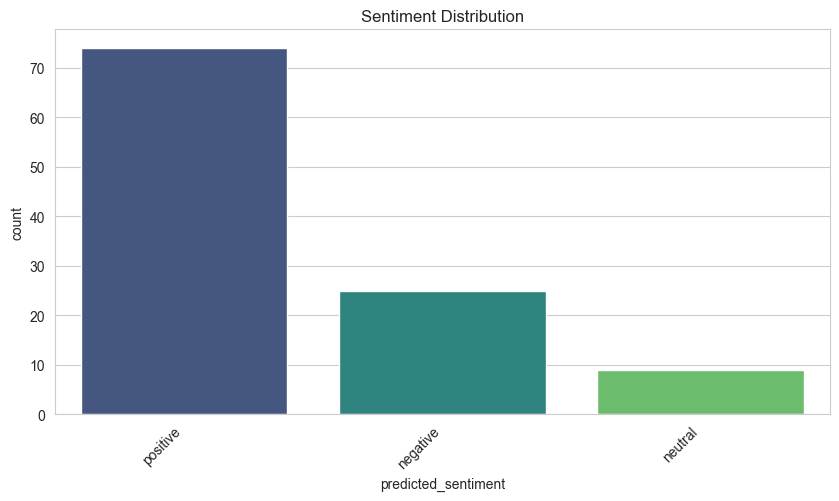 Sentiment Distribution
count
70
60
50
40
30
20
10
0
positive
negative
neutral
predicted_sentiment